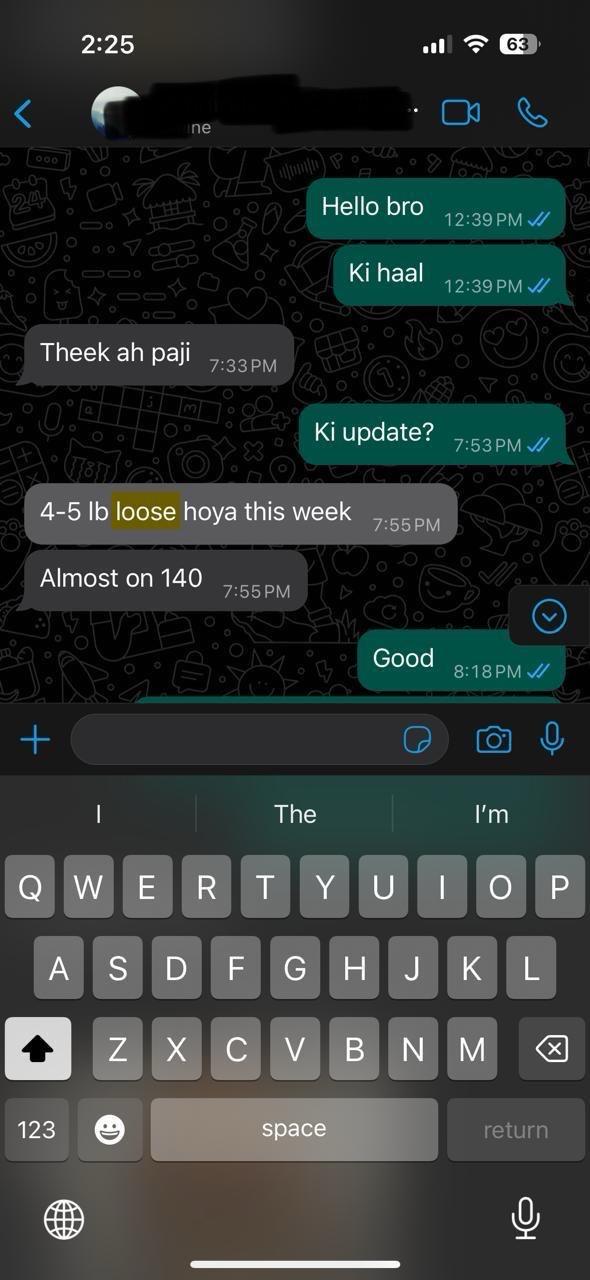 2:25
63
ne
Hello bro 12:39 PM
Ki haal 12:39 PM
Theek ah paji 7:33 PM
Ki update? 7:53 PM
4-5 lb loose hoya this week 7:55 PM
Almost on 140 7:55 PM
Good 8:18 PM
I The I'm
Q W E R T Y U I O P
A S D F G H J K L
Z X C V B N M
123 space return